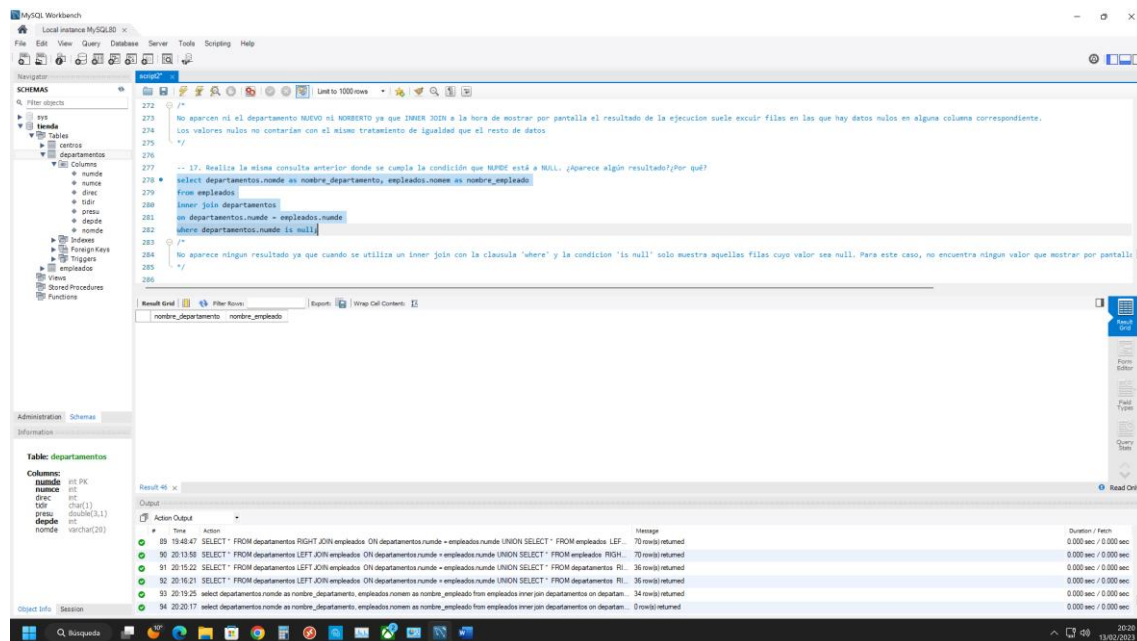 MySQL Workbench
Local instance MySQL80
File Edit View Query Database Server Tools Scripting Help
Navigator
SCHEMAS
Filter objects
sys
tienda
Tables
centros
departamentos
Columns
numde
numce
direc
tidir
presu
depde
nomde
Indexes
Foreign Keys
Triggers
empleados
Views
Stored Procedures
Functions
Administration Schemas
Information
Table: departamentos
Columns:
numde int PK
numce int
direc int
tidir char(1)
presu double(3,1)
depde int
nomde varchar(20)
Object Info Session
script2*
Limit to 1000 rows
272 /*
273 No aparcen ni el departamento NUEVO ni NORBERTO ya que INNER JOIN a la hora de mostrar por pantalla el resultado de la ejecucion suele excuir filas en las que hay datos nulos en alguna columna correspondiente.
274 Los valores nulos no contarían con el mismo tratamiento de igualdad que el resto de datos
275 */
276
277 -- 17. Realiza la misma consulta anterior donde se cumpla la condición que NUMDE esté a NULL. ¿Aparece algún resultado?¿Por qué?
278 select departamentos.nomde as nombre_departamento, empleados.nomem as nombre_empleado
279 from empleados
280 inner join departamentos
281 on departamentos.numde = empleados.numde
282 where departamentos.numde is null;
283 /*
284 No aparece ningun resultado ya que cuando se utiliza un inner join con la clausula 'where' y la condicion 'is null' solo muestra aquellas filas cuyo valor sea null. Para este caso, no encuentra ningun valor que mostrar por pantalla
285 */
286
Result Grid Filter Rows: Export: Wrap Cell Content:
nombre_departamento nombre_empleado
Result Grid
Form Editor
Field Types
Query Stats
Result 46 Read Only
Output
Action Output
# Time Action Message Duration / Fetch
89 19:48:47 SELECT * FROM departamentos RIGHT JOIN empleados ON departamentos.numde = empleados.numde UNION SELECT * FROM empleados LEF... 70 row(s) returned 0.000 sec / 0.000 sec
90 20:13:58 SELECT * FROM departamentos LEFT JOIN empleados ON departamentos.numde = empleados.numde UNION SELECT * FROM empleados RIGH... 70 row(s) returned 0.000 sec / 0.000 sec
91 20:15:22 SELECT * FROM departamentos LEFT JOIN empleados ON departamentos.numde = empleados.numde UNION SELECT * FROM departamentos RI... 36 row(s) returned 0.000 sec / 0.000 sec
92 20:16:21 SELECT * FROM departamentos LEFT JOIN empleados ON departamentos.numde = empleados.numde UNION SELECT * FROM departamentos RI... 36 row(s) returned 0.000 sec / 0.000 sec
93 20:19:25 select departamentos.nomde as nombre_departamento, empleados.nomem as nombre_empleado from empleados inner join departamentos on departam... 34 row(s) returned 0.000 sec / 0.000 sec
94 20:20:17 select departamentos.nomde as nombre_departamento, empleados.nomem as nombre_empleado from empleados inner join departamentos on departam... 0 row(s) returned 0.000 sec / 0.000 sec
Búsqueda 10° 20:20
13/02/2023